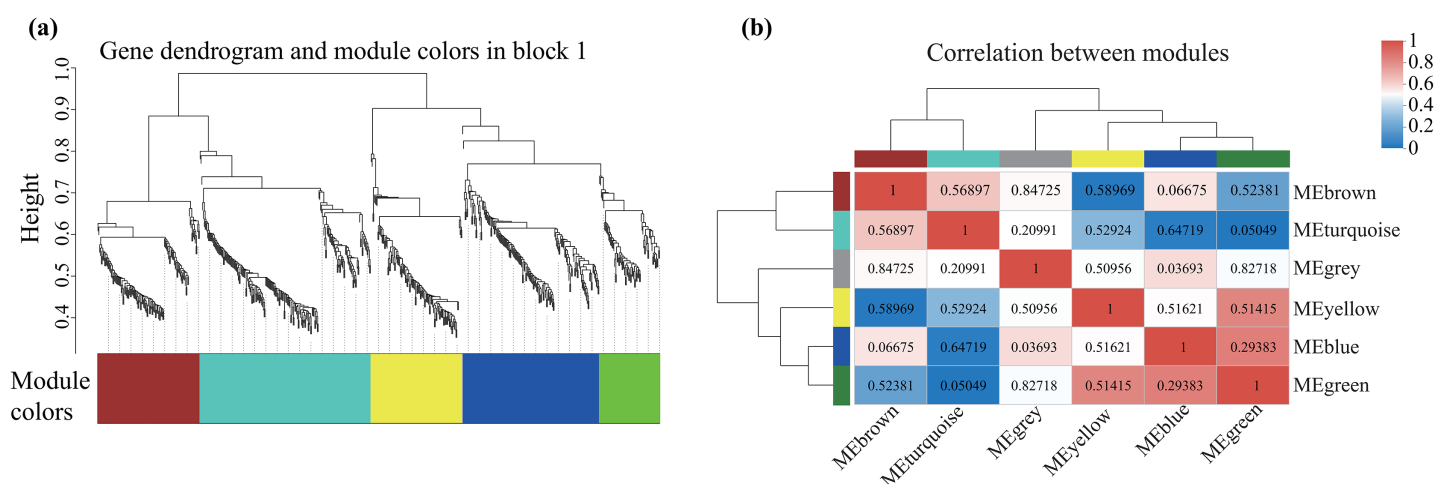 (a)
Gene dendrogram and module colors in block 1
Height
1.0
0.9
0.8
0.7
0.6
0.5
0.4
Module
colors
(b)
Correlation between modules
1
0.8
0.6
0.4
0.2
0
1 0.56897 0.84725 0.58969 0.06675 0.52381 MEbrown
0.56897 1 0.20991 0.52924 0.64719 0.05049 MEturquoise
0.84725 0.20991 1 0.50956 0.03693 0.82718 MEgrey
0.58969 0.52924 0.50956 1 0.51621 0.51415 MEyellow
0.06675 0.64719 0.03693 0.51621 1 0.29383 MEblue
0.52381 0.05049 0.82718 0.51415 0.29383 1 MEgreen
MEbrown
MEturquoise
MEgrey
MEyellow
MEblue
MEgreen